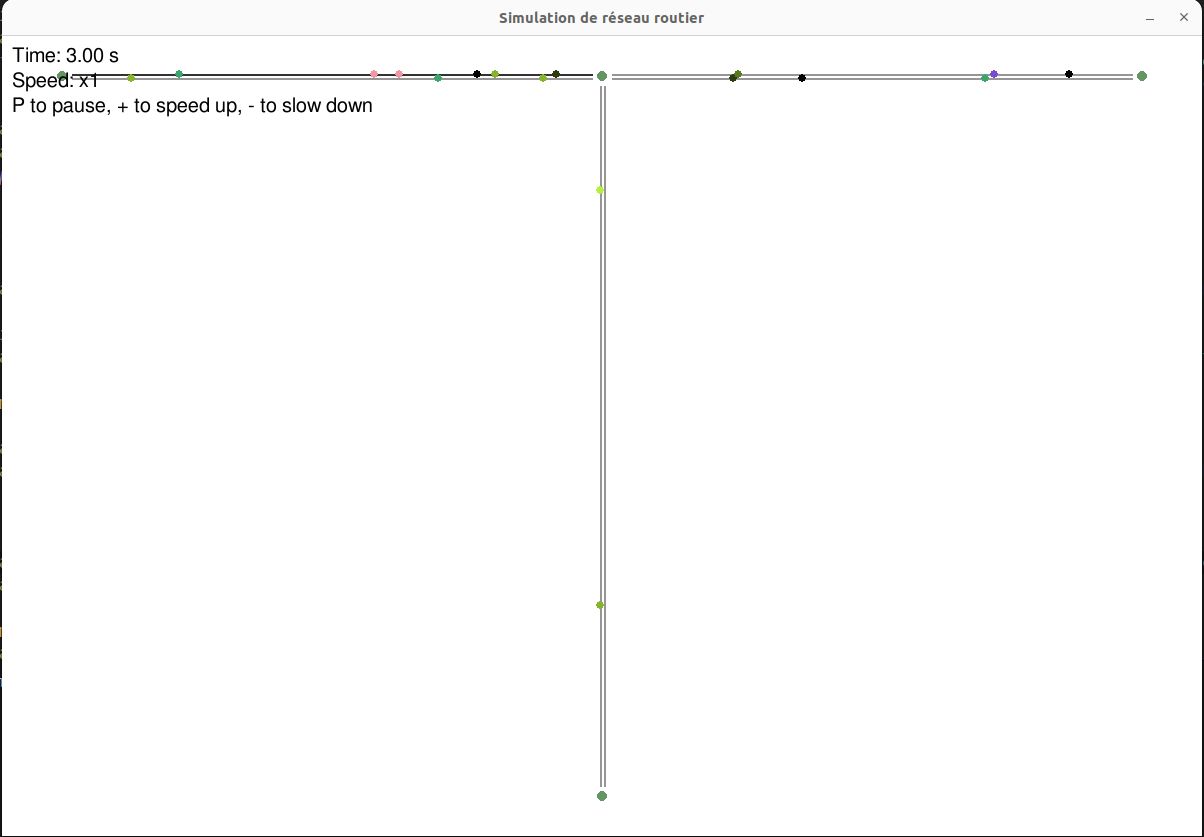 Simulation de réseau routier
Time: 3.00 s
Speed: x1
P to pause, + to speed up, - to slow down